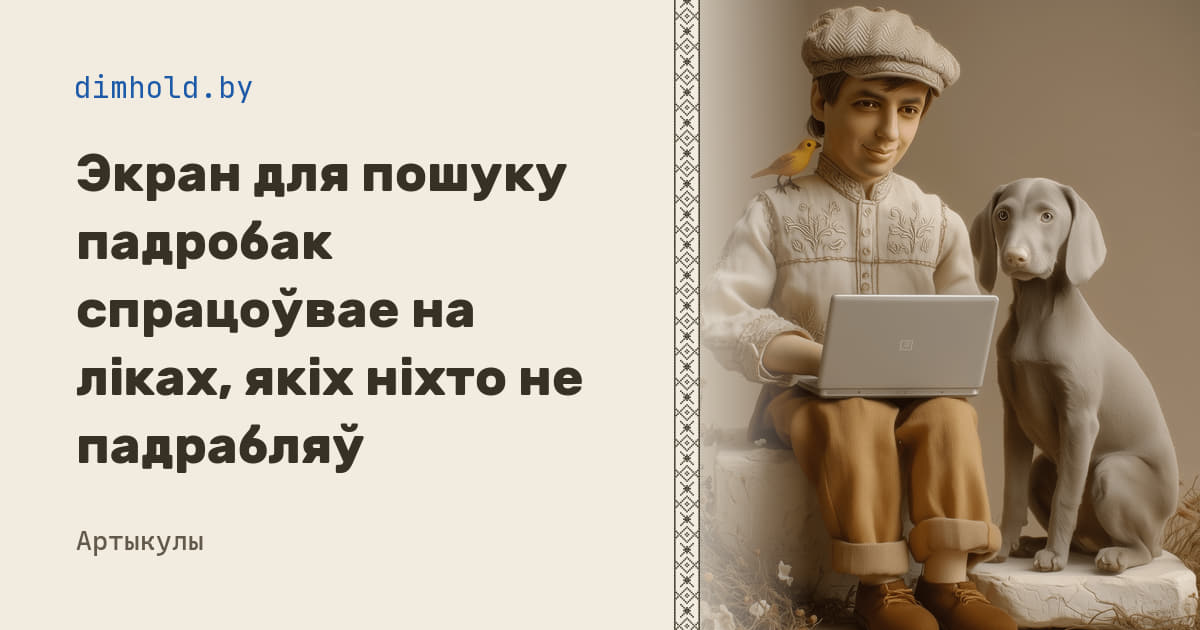 dimhold.by
Экран для пошуку
падробак
спрацоўвае на
ліках, якіх ніхто не
падрабляў
Артыкулы